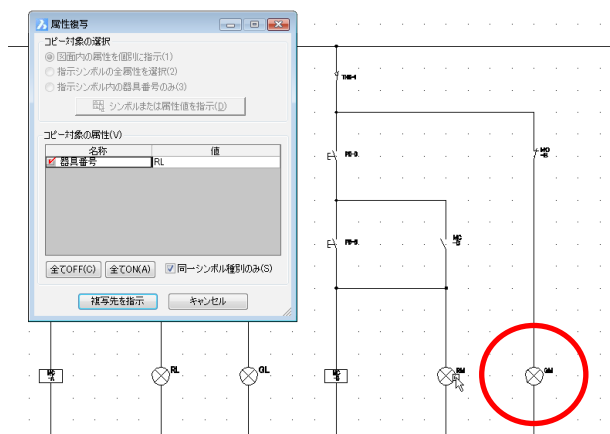 属性複写
コピー対象の選択
図面内の属性を個別に指示(1)
指示シンボルの全属性を選択(2)
指示シンボル内の器具番号のみ(3)
シンボルまたは属性値を指示(D)
コピー対象の属性(V)
名称 値
器具番号 RL
全てOFF(C) 全てON(A) 同一シンボル種別のみ(S)
複写先を指示 キャンセル
THR-1
MC
PB-3
PB-6
MC
-B
MC
-A
RL
GL
MC
-B
RM
GM